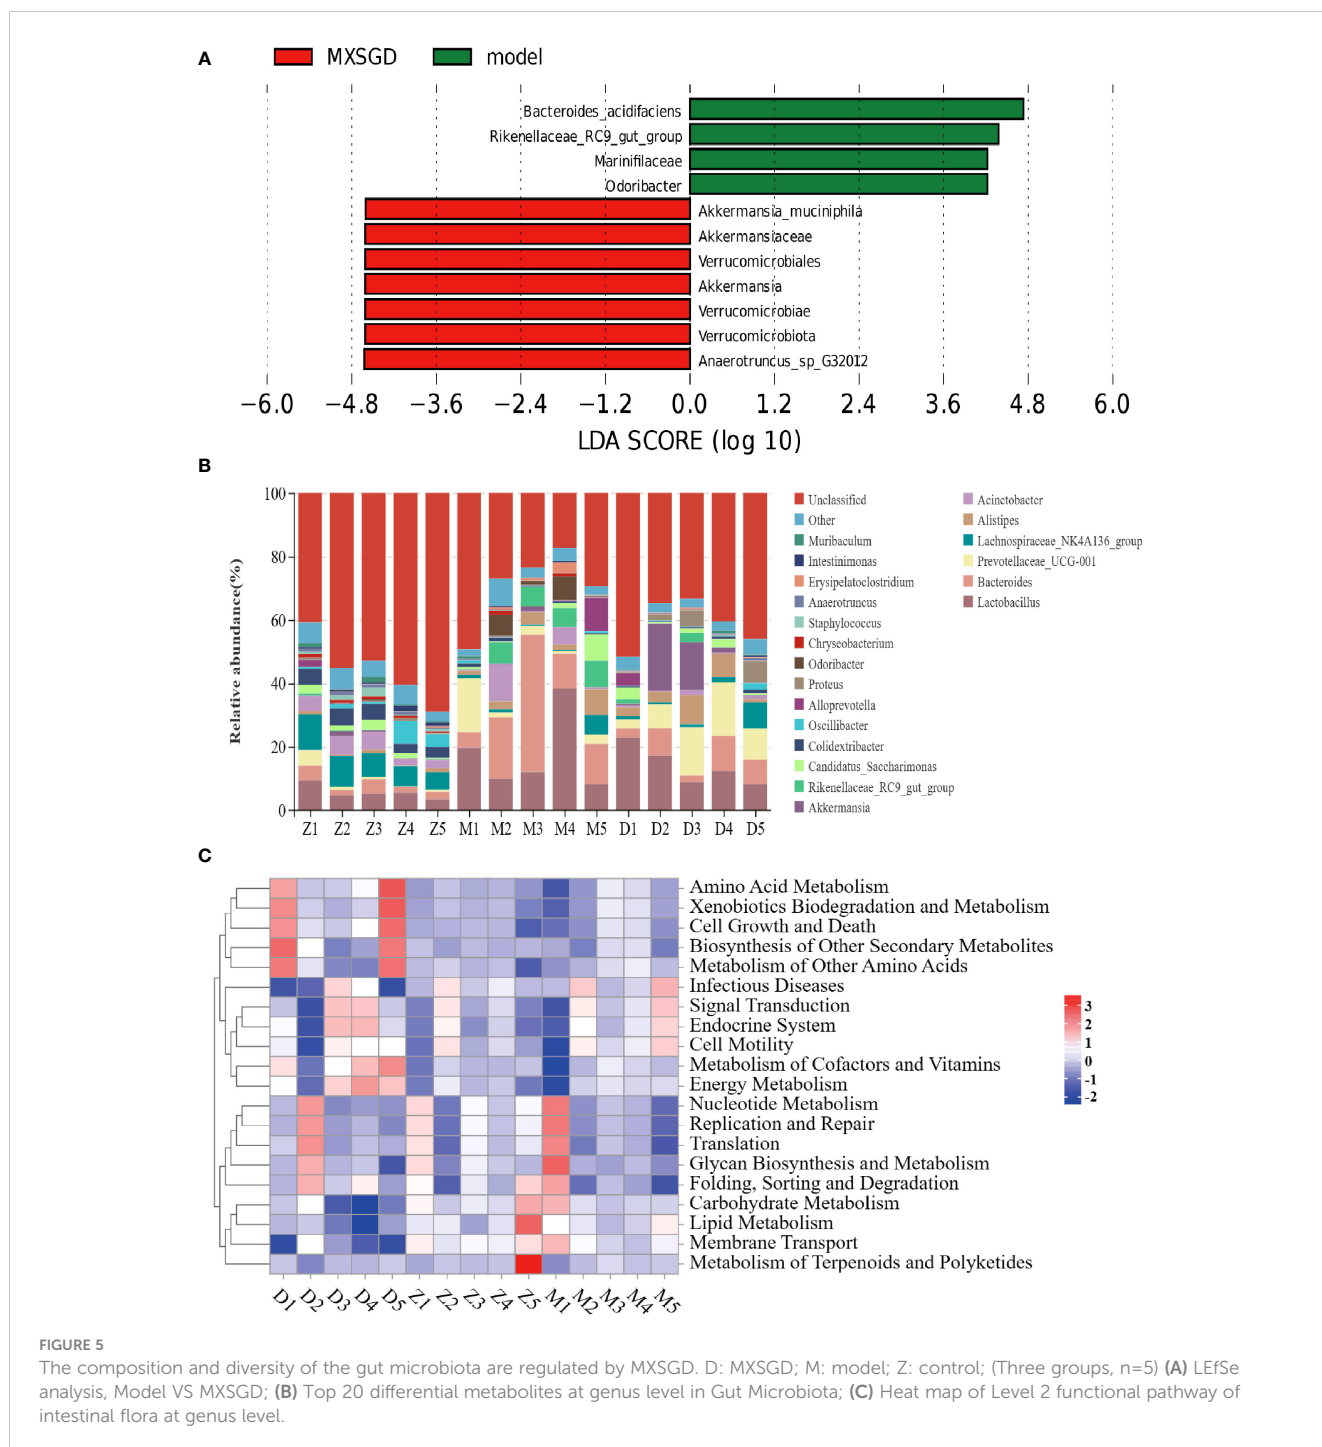 A
MXSGD
model
Bacteroides_acidifaciens
Rikenellaceae_RC9_gut_group
Marinifilaceae
Odoribacter
Akkermansia_muciniphila
Akkermansiaceae
Verrucomicrobiales
Akkermansia
Verrucomicrobiae
Verrucomicrobiota
Anaerotruncus_sp_G32012
−6.0 −4.8 −3.6 −2.4 −1.2 0.0 1.2 2.4 3.6 4.8 6.0
LDA SCORE (log 10)
B
Relative abundance(%)
100
80
60
40
20
0
Z1 Z2 Z3 Z4 Z5 M1 M2 M3 M4 M5 D1 D2 D3 D4 D5
Unclassified
Other
Muribaculum
Intestinimonas
Erysipelatoclostridium
Anaerotruncus
Staphylococcus
Chryseobacterium
Odoribacter
Proteus
Alloprevotella
Oscillibacter
Colidextribacter
Candidatus_Saccharimonas
Rikenellaceae_RC9_gut_group
Akkermansia
Acinetobacter
Alistipes
Lachnospiraceae_NK4A136_group
Prevotellaceae_UCG-001
Bacteroides
Lactobacillus
C
Amino Acid Metabolism
Xenobiotics Biodegradation and Metabolism
Cell Growth and Death
Biosynthesis of Other Secondary Metabolites
Metabolism of Other Amino Acids
Infectious Diseases
Signal Transduction
Endocrine System
Cell Motility
Metabolism of Cofactors and Vitamins
Energy Metabolism
Nucleotide Metabolism
Replication and Repair
Translation
Glycan Biosynthesis and Metabolism
Folding, Sorting and Degradation
Carbohydrate Metabolism
Lipid Metabolism
Membrane Transport
Metabolism of Terpenoids and Polyketides
D1 D2 D3 D4 D5 Z1 Z2 Z3 Z4 Z5 M1 M2 M3 M4 M5
3
2
1
0
-1
-2
FIGURE 5
The composition and diversity of the gut microbiota are regulated by MXSGD. D: MXSGD; M: model; Z: control; (Three groups, n=5) (A) LEfSe
analysis, Model VS MXSGD; (B) Top 20 differential metabolites at genus level in Gut Microbiota; (C) Heat map of Level 2 functional pathway of
intestinal flora at genus level.